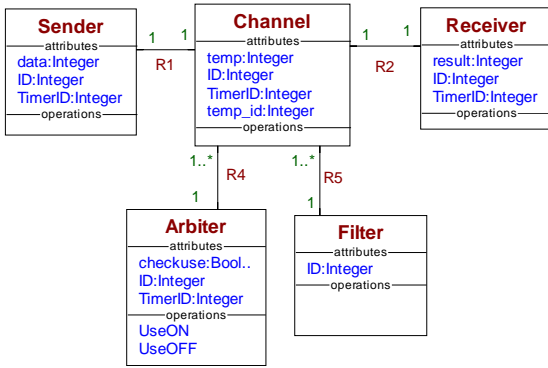 Sender
attributes
data:Integer
ID:Integer
TimerID:Integer
operations
1 1
R1
Channel
attributes
temp:Integer
ID:Integer
TimerID:Integer
temp_id:Integer
operations
1 1
R2
Receiver
attributes
result:Integer
ID:Integer
TimerID:Integer
operations
1..*
R4
1
1..*
R5
1
Arbiter
attributes
checkuse:Bool..
ID:Integer
TimerID:Integer
operations
UseON
UseOFF
Filter
attributes
ID:Integer
operations